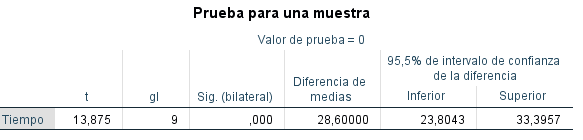 Prueba para una muestra
Valor de prueba = 0
95,5% de intervalo de confianza
de la diferencia
Diferencia de
medias
t gl Sig. (bilateral) Inferior Superior
Tiempo 13,875 9 ,000 28,60000 23,8043 33,3957